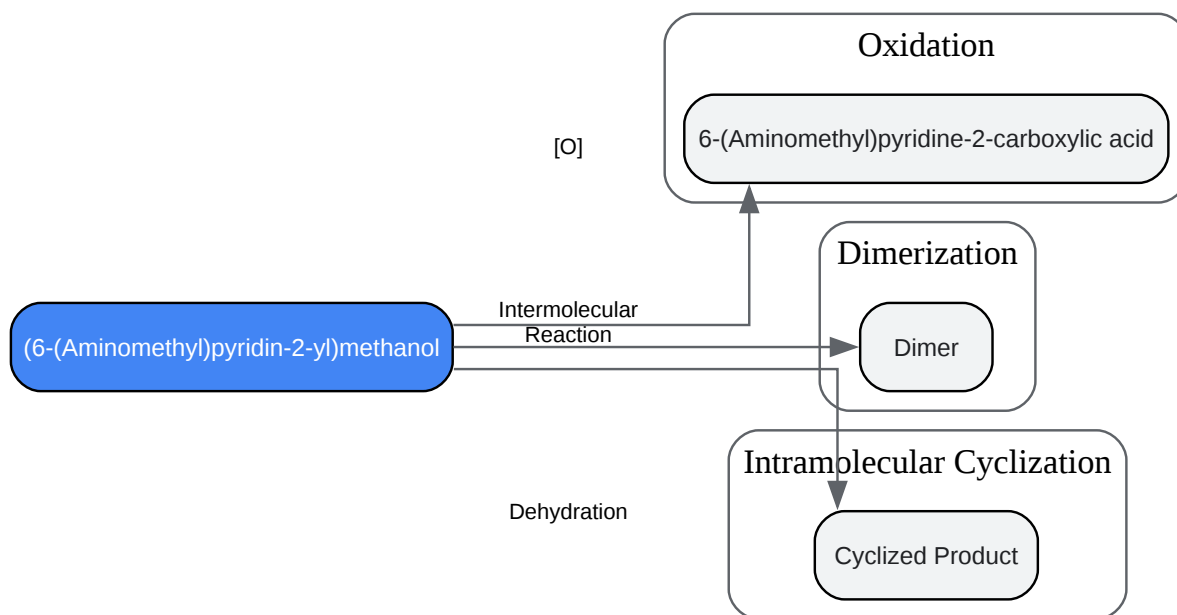 Oxidation
6-(Aminomethyl)pyridine-2-carboxylic acid
[O]
Dimerization
Intermolecular
Reaction
(6-(Aminomethyl)pyridin-2-yl)methanol
Dimer
Intramolecular Cyclization
Dehydration
Cyclized Product